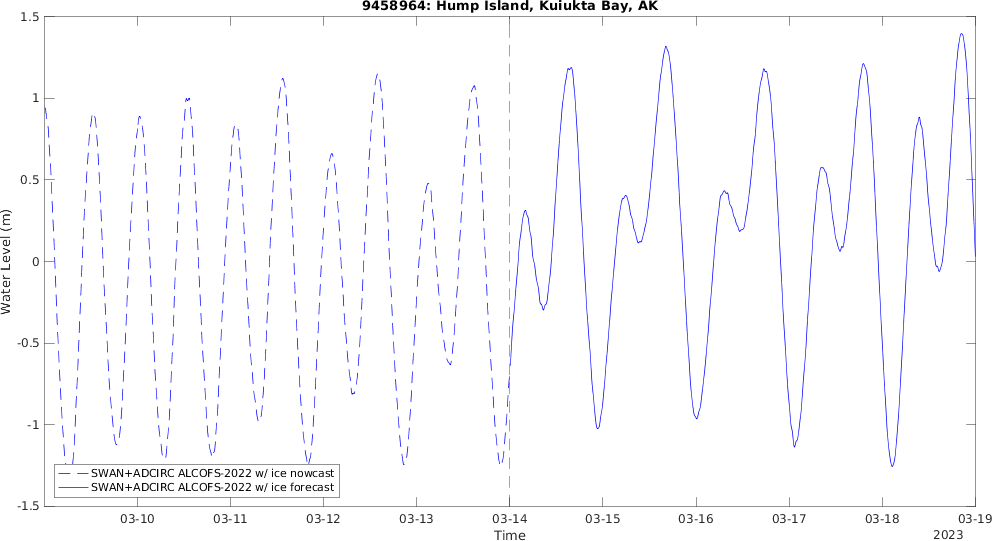 9458964: Hump Island, Kuiukta Bay, AK
1.5
1
0.5
0
-0.5
-1
-1.5
Water Level (m)
SWAN+ADCIRC ALCOFS-2022 w/ ice nowcast
SWAN+ADCIRC ALCOFS-2022 w/ ice forecast
03-10 03-11 03-12 03-13 03-14 03-15 03-16 03-17 03-18 03-19
Time
2023